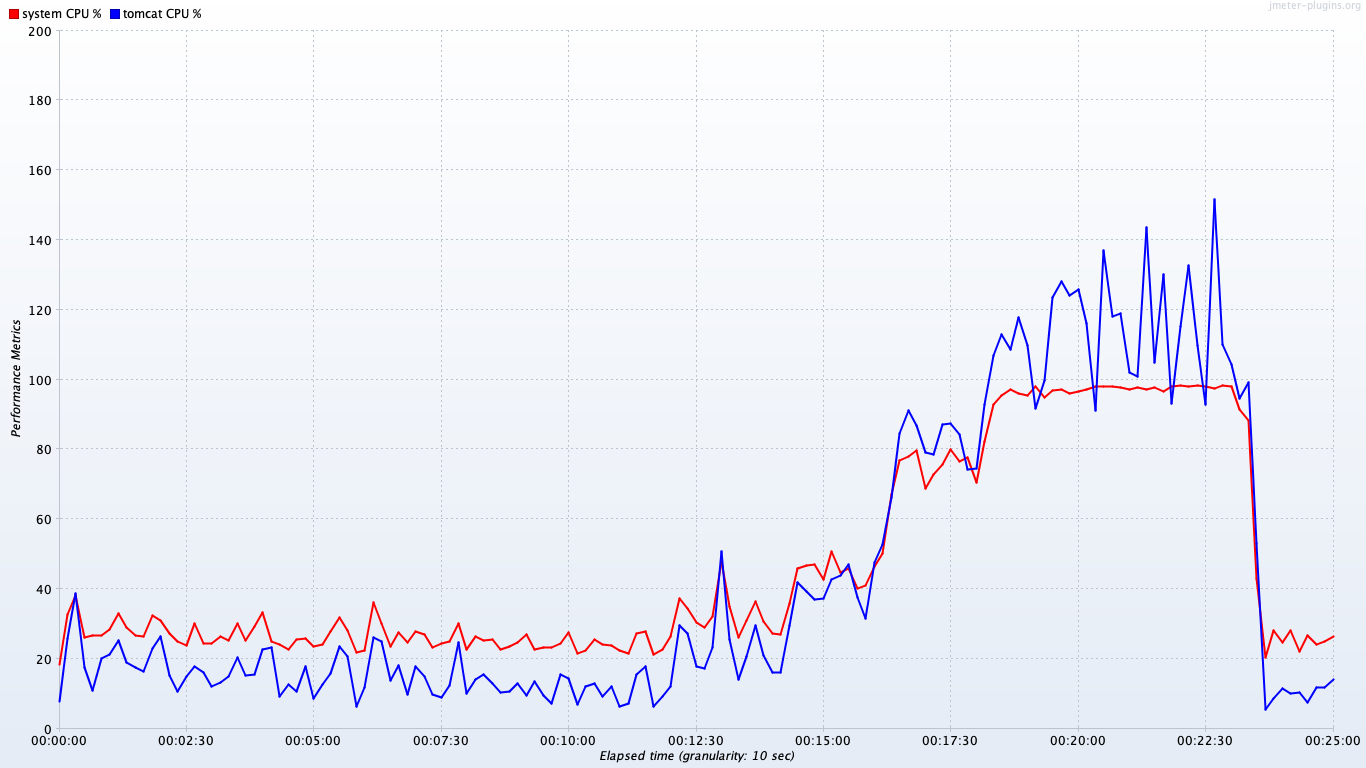 system CPU % tomcat CPU %
jmeter-plugins.org
200
180
160
140
120
100
80
60
40
20
0
Performance Metrics
00:00:00 00:02:30 00:05:00 00:07:30 00:10:00 00:12:30 00:15:00 00:17:30 00:20:00 00:22:30 00:25:00
Elapsed time (granularity: 10 sec)